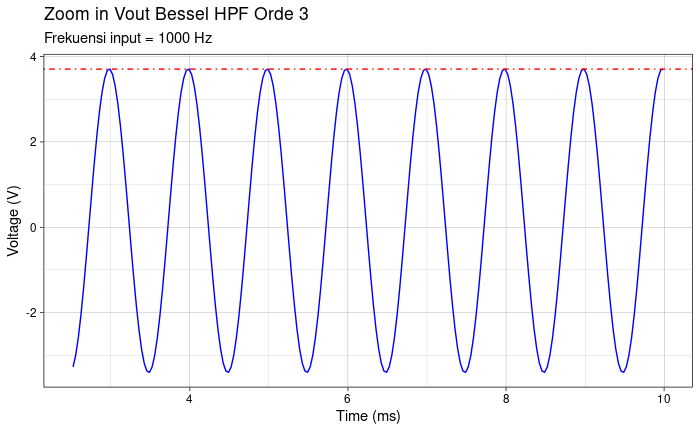 Zoom in Vout Bessel HPF Orde 3
Frekuensi input = 1000 Hz
4
2
0
-2
Voltage (V)
4
6
8
10
Time (ms)